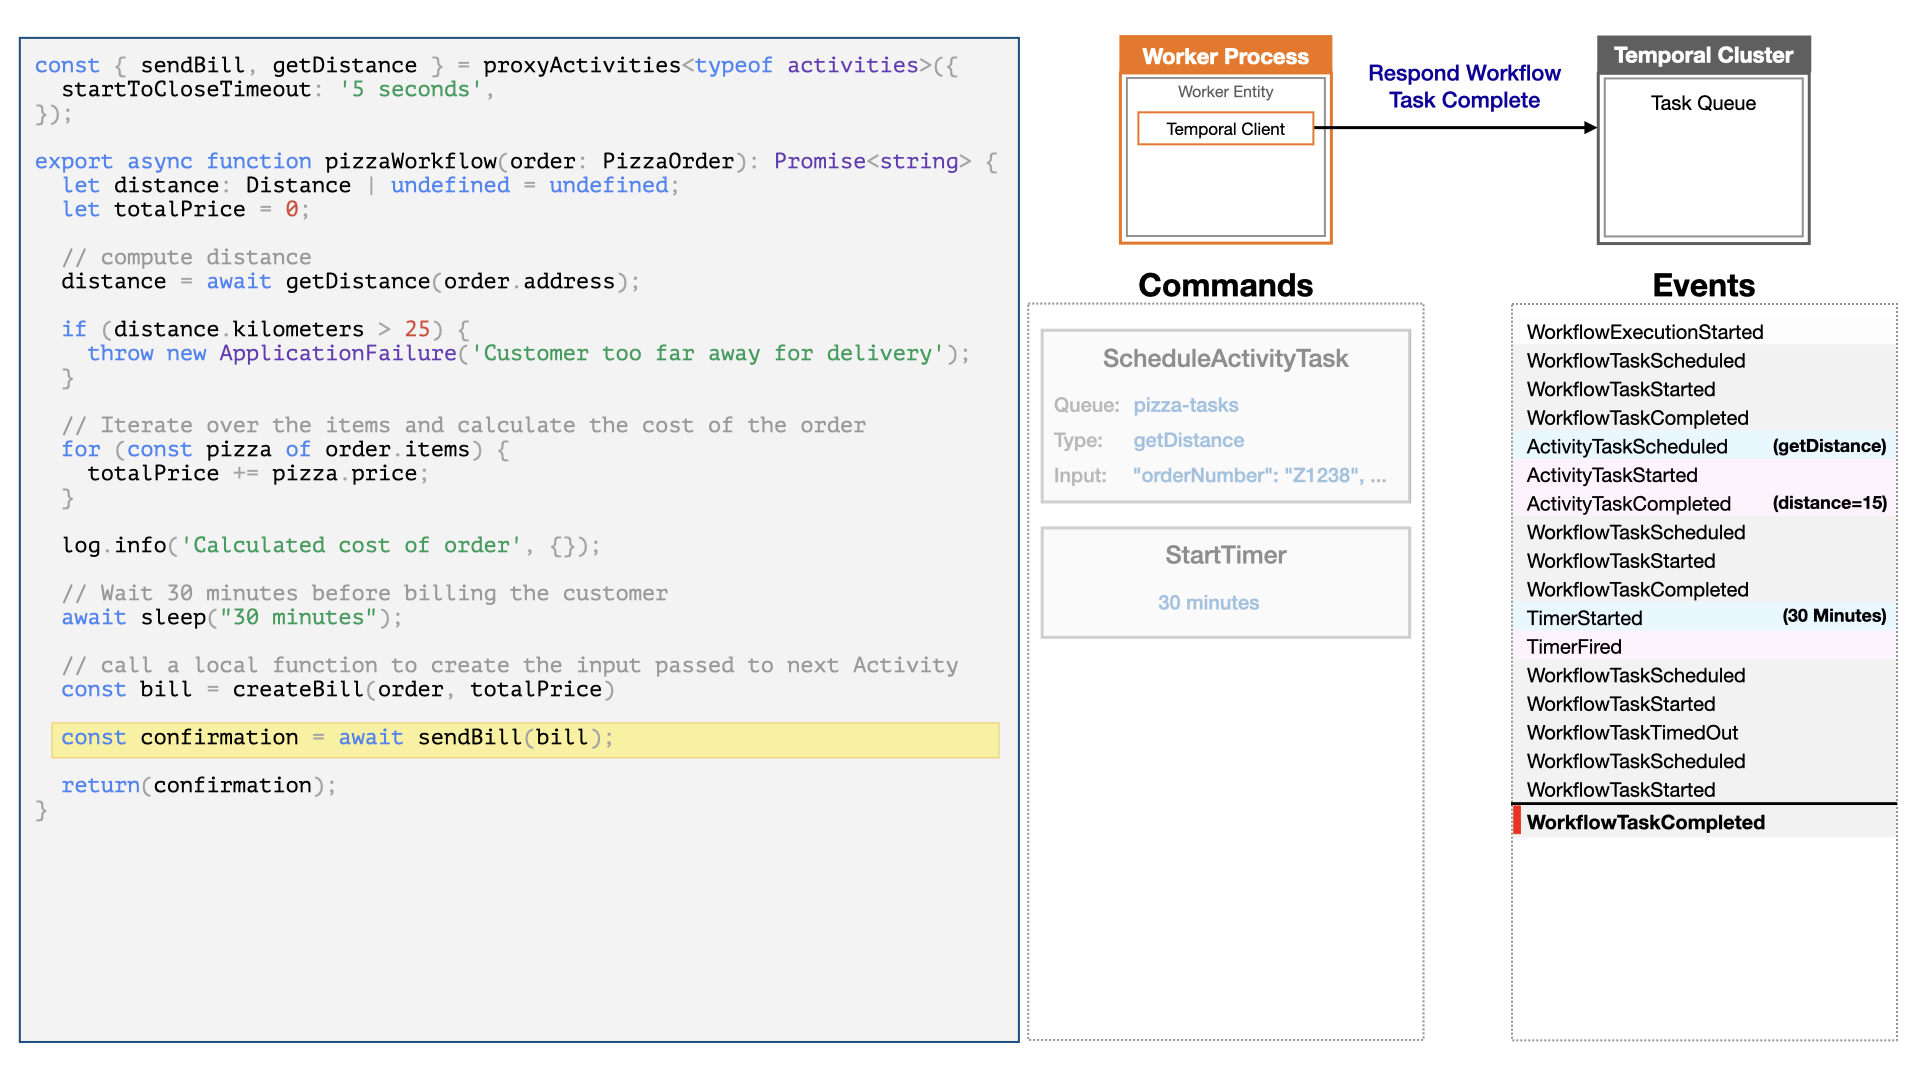 const { sendBill, getDistance } = proxyActivities<typeof activities>({
  startToCloseTimeout: '5 seconds',
});

export async function pizzaWorkflow(order: PizzaOrder): Promise<string> {
  let distance: Distance | undefined = undefined;
  let totalPrice = 0;

  // compute distance
  distance = await getDistance(order.address);

  if (distance.kilometers > 25) {
    throw new ApplicationFailure('Customer too far away for delivery');
  }

  // Iterate over the items and calculate the cost of the order
  for (const pizza of order.items) {
    totalPrice += pizza.price;
  }

  log.info('Calculated cost of order', {});

  // Wait 30 minutes before billing the customer
  await sleep("30 minutes");

  // call a local function to create the input passed to next Activity
  const bill = createBill(order, totalPrice)

  const confirmation = await sendBill(bill);

  return(confirmation);
}
Worker Process
Worker Entity
Temporal Client
Respond Workflow
Task Complete
Temporal Cluster
Task Queue
Commands
ScheduleActivityTask
Queue: pizza-tasks
Type: getDistance
Input: "orderNumber": "Z1238", ...
StartTimer
30 minutes
Events
WorkflowExecutionStarted
WorkflowTaskScheduled
WorkflowTaskStarted
WorkflowTaskCompleted
ActivityTaskScheduled (getDistance)
ActivityTaskStarted
ActivityTaskCompleted (distance=15)
WorkflowTaskScheduled
WorkflowTaskStarted
WorkflowTaskCompleted
TimerStarted (30 Minutes)
TimerFired
WorkflowTaskScheduled
WorkflowTaskStarted
WorkflowTaskTimedOut
WorkflowTaskScheduled
WorkflowTaskStarted
WorkflowTaskCompleted